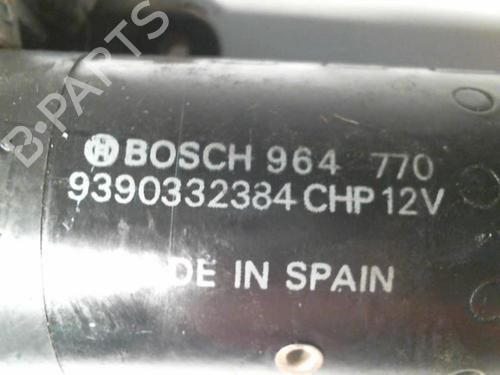 B-PARTS
BOSCH 964 770
9390332384 CHP 12V
DE IN SPAIN